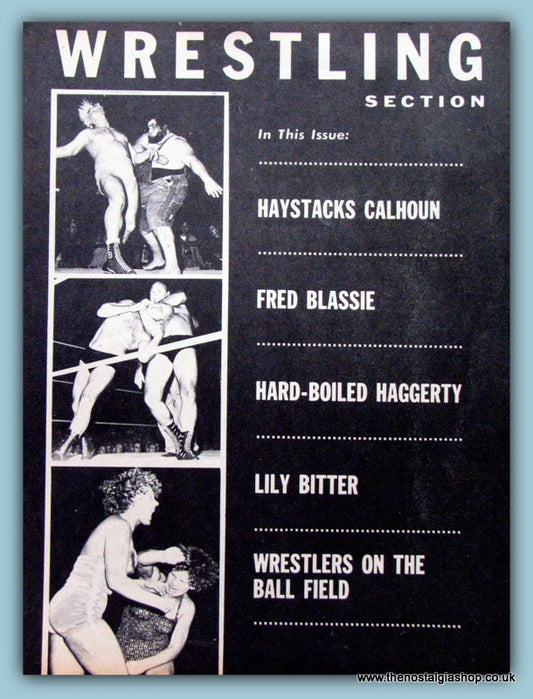 WRESTLING
SECTION
In This Issue:
HAYSTACKS CALHOUN
FRED BLASSIE
HARD-BOILED HAGGERTY
LILY BITTER
WRESTLERS ON THE
BALL FIELD
www.thenostalgiashop.co.uk